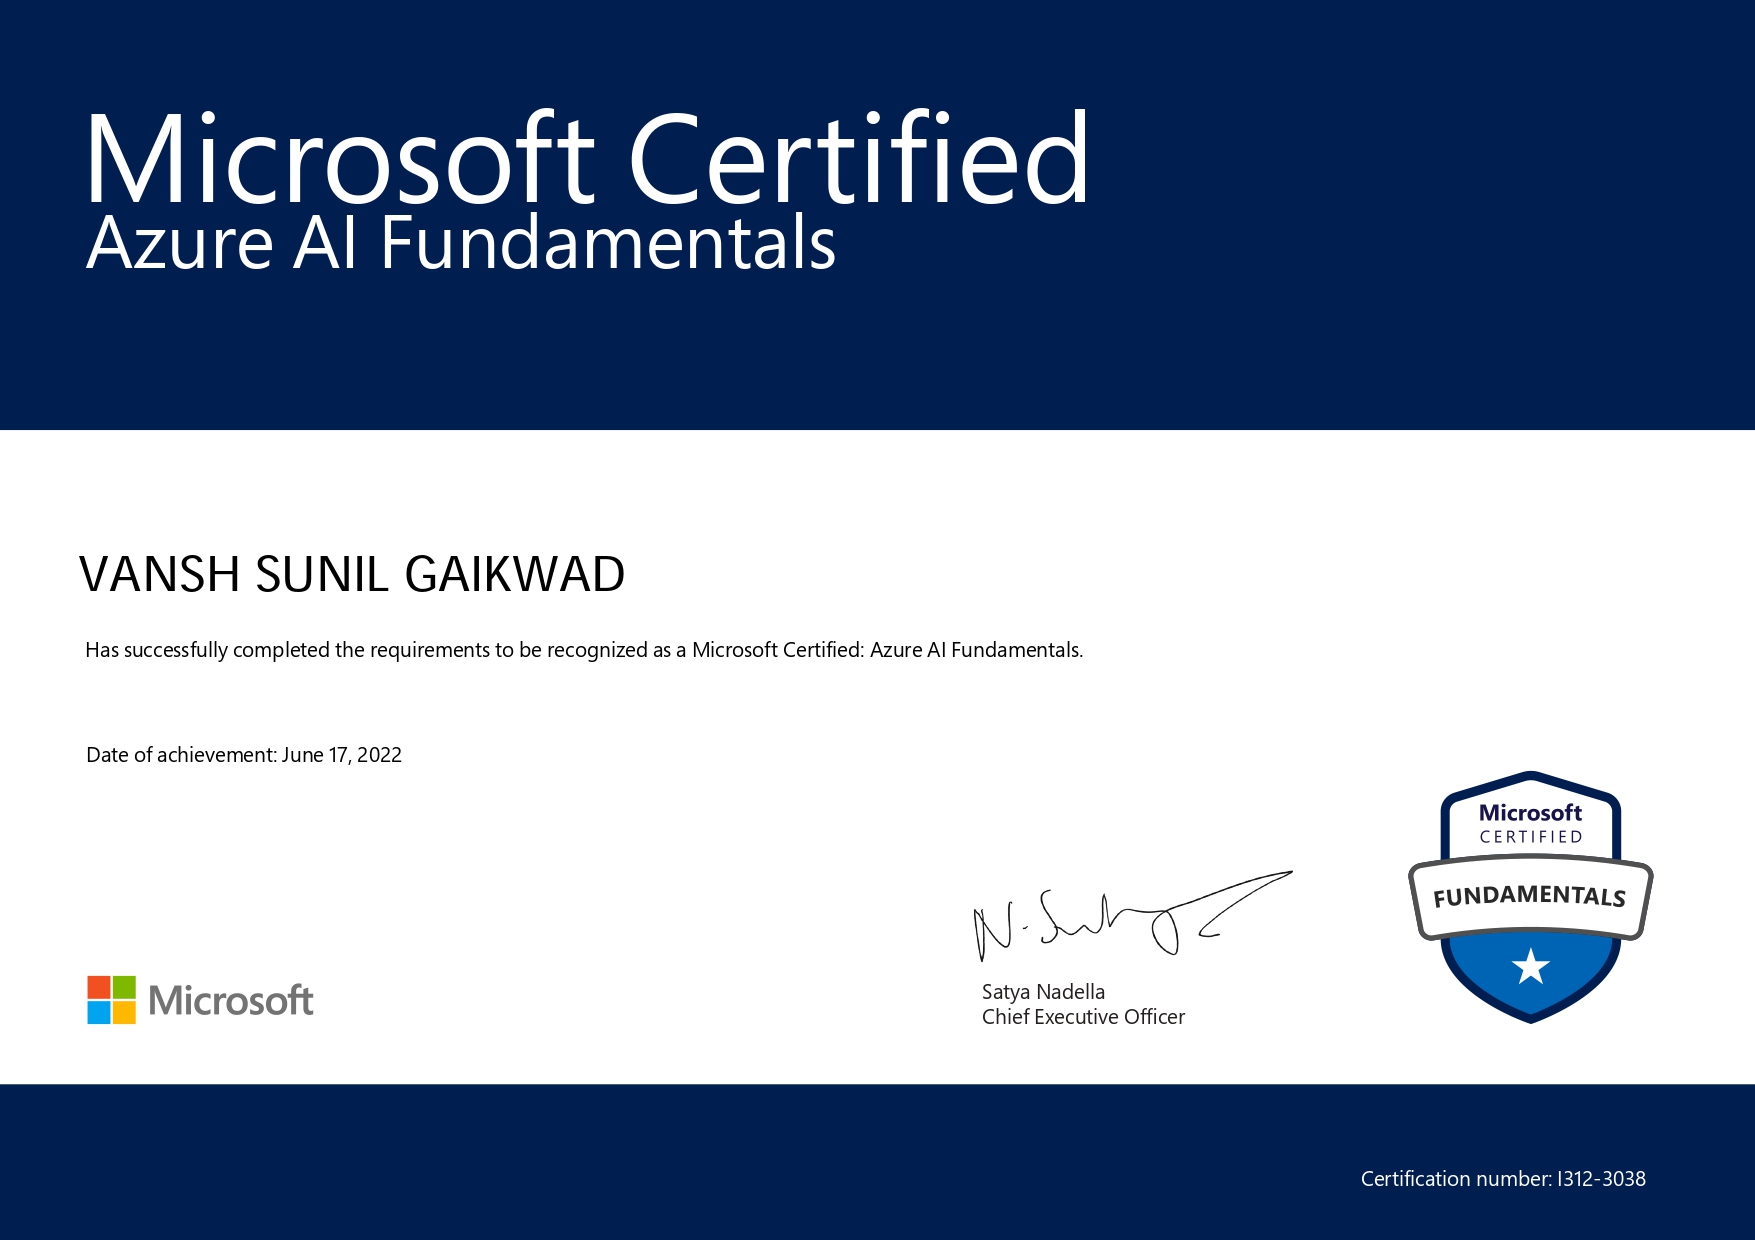 Microsoft Certified
Azure AI Fundamentals
VANSH SUNIL GAIKWAD
Has successfully completed the requirements to be recognized as a Microsoft Certified: Azure AI Fundamentals.
Date of achievement: June 17, 2022
Microsoft
CERTIFIED
FUNDAMENTALS
Microsoft
Satya Nadella
Chief Executive Officer
Certification number: I312-3038